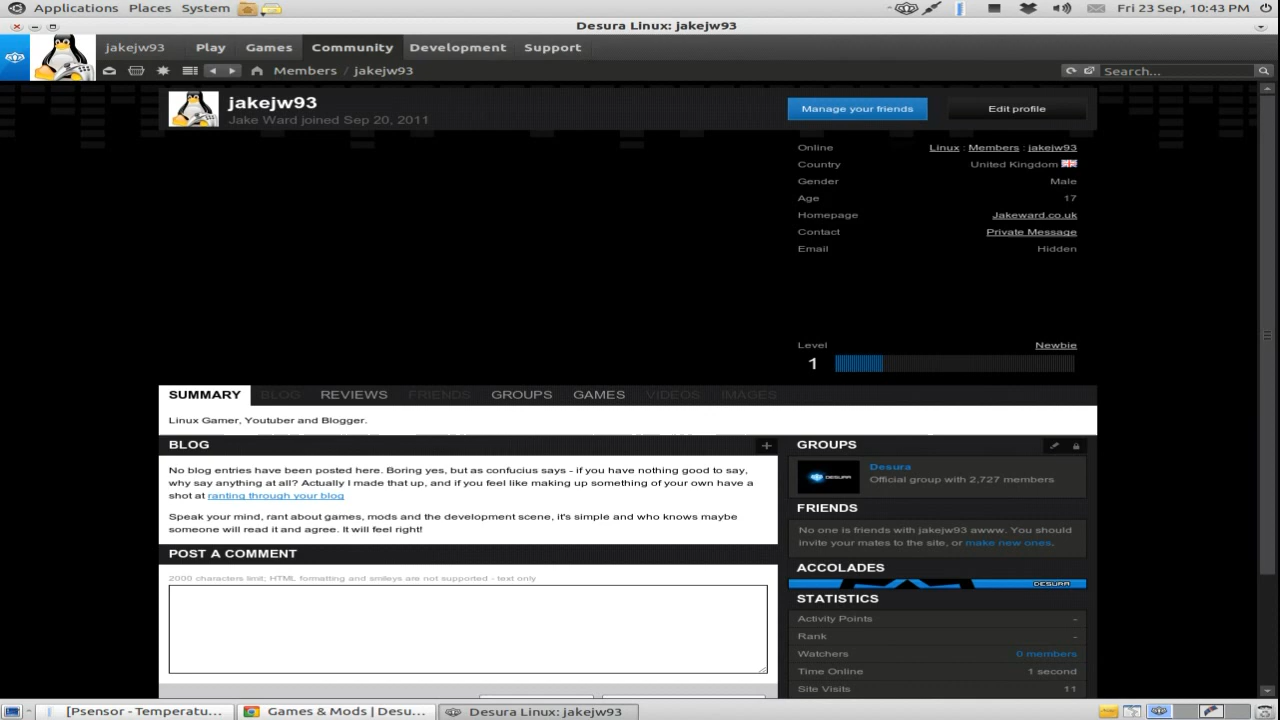 Applications Places System Fri 23 Sep, 10:43 PM
Desura Linux: jakejw93
jakejw93 Play Games Community Development Support
Members / jakejw93 Search...
jakejw93
Jake Ward joined Sep 20, 2011
Manage your friends Edit profile
Online Linux : Members : jakejw93
Country United Kingdom
Gender Male
Age 17
Homepage Jakeward.co.uk
Contact Private Message
Email Hidden
Level Newbie
1
SUMMARY BLOG REVIEWS FRIENDS GROUPS GAMES VIDEOS IMAGES
Linux Gamer, Youtuber and Blogger.
BLOG
No blog entries have been posted here. Boring yes, but as confucius says - if you have nothing good to say,
why say anything at all? Actually I made that up, and if you feel like making up something of your own have a
shot at ranting through your blog
Speak your mind, rant about games, mods and the development scene, it's simple and who knows maybe
someone will read it and agree. It will feel right!
POST A COMMENT
2000 characters limit; HTML formatting and smileys are not supported - text only
GROUPS
DESURA
Desura
Official group with 2,727 members
FRIENDS
No one is friends with jakejw93 awww. You should
invite your mates to the site, or make new ones.
ACCOLADES
DESURA
STATISTICS
Activity Points -
Rank -
Watchers 0 members
Time Online 1 second
Site Visits 11
[Psensor - Temperatu... Games & Mods | Desu... Desura Linux: jakejw93